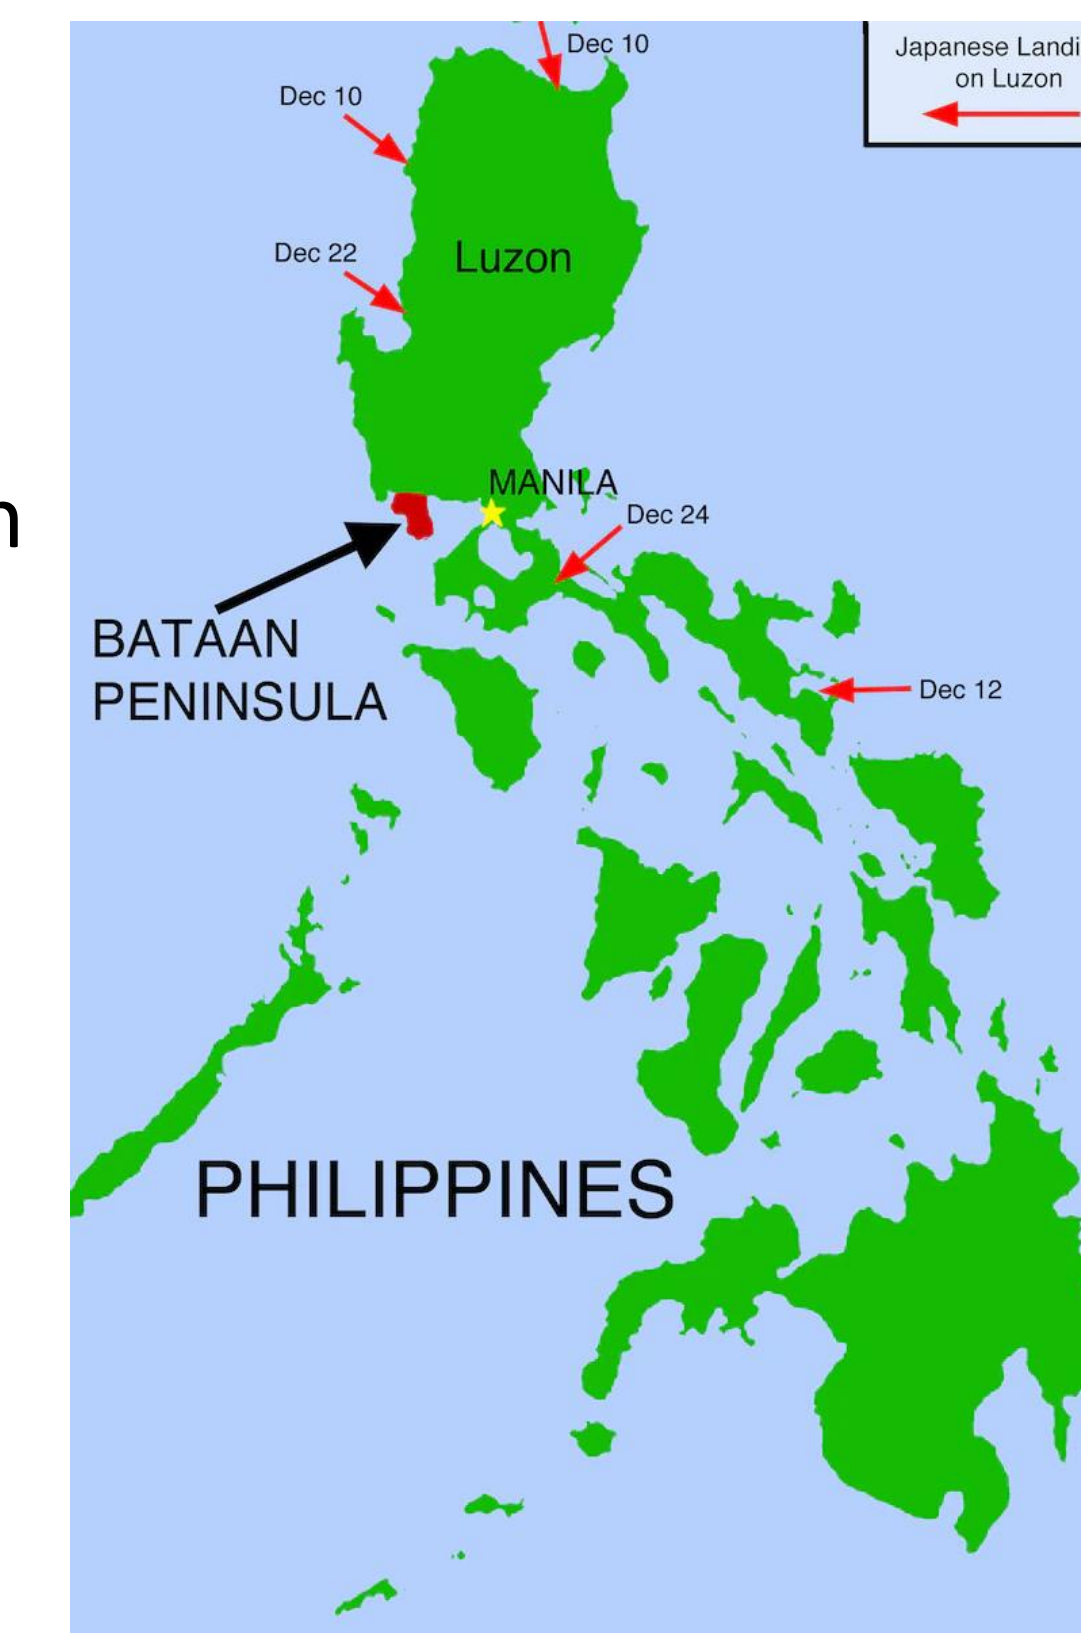 Dec 10
Japanese Landi
on Luzon
Dec 10
Dec 22
Luzon
MANILA
n
Dec 24
BATAAN
PENINSULA
Dec 12
PHILIPPINES